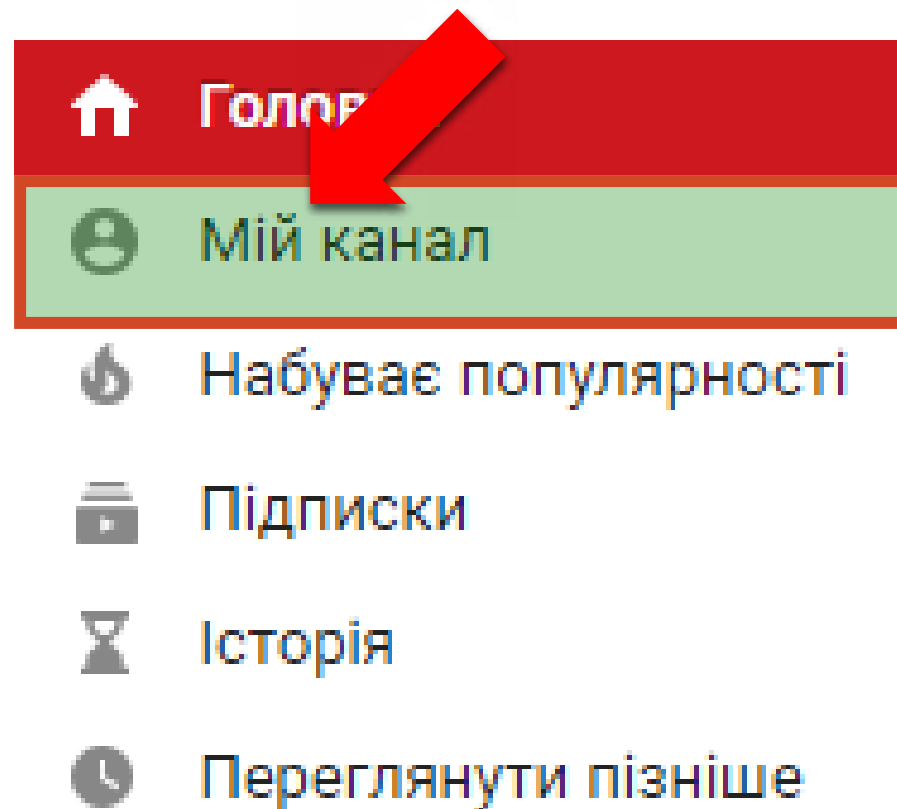 Мій канал
Набуває популярності
Підписки
Історія
Переглянути пізніше